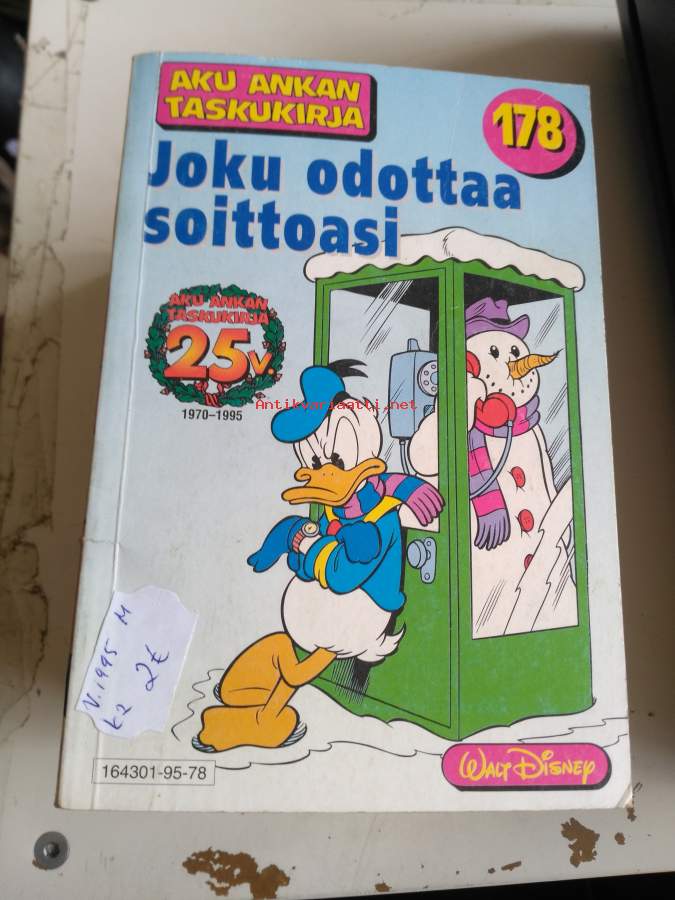 AKU ANKAN
TASKUKIRJA
178
Joku odottaa
soittoasi
AKU ANKAN
TASKUKIRJA
25v.
1970-1995
Antikvariaatti.net
V.1995 M
k2 2€
164301-95-78
WALT DISNEY